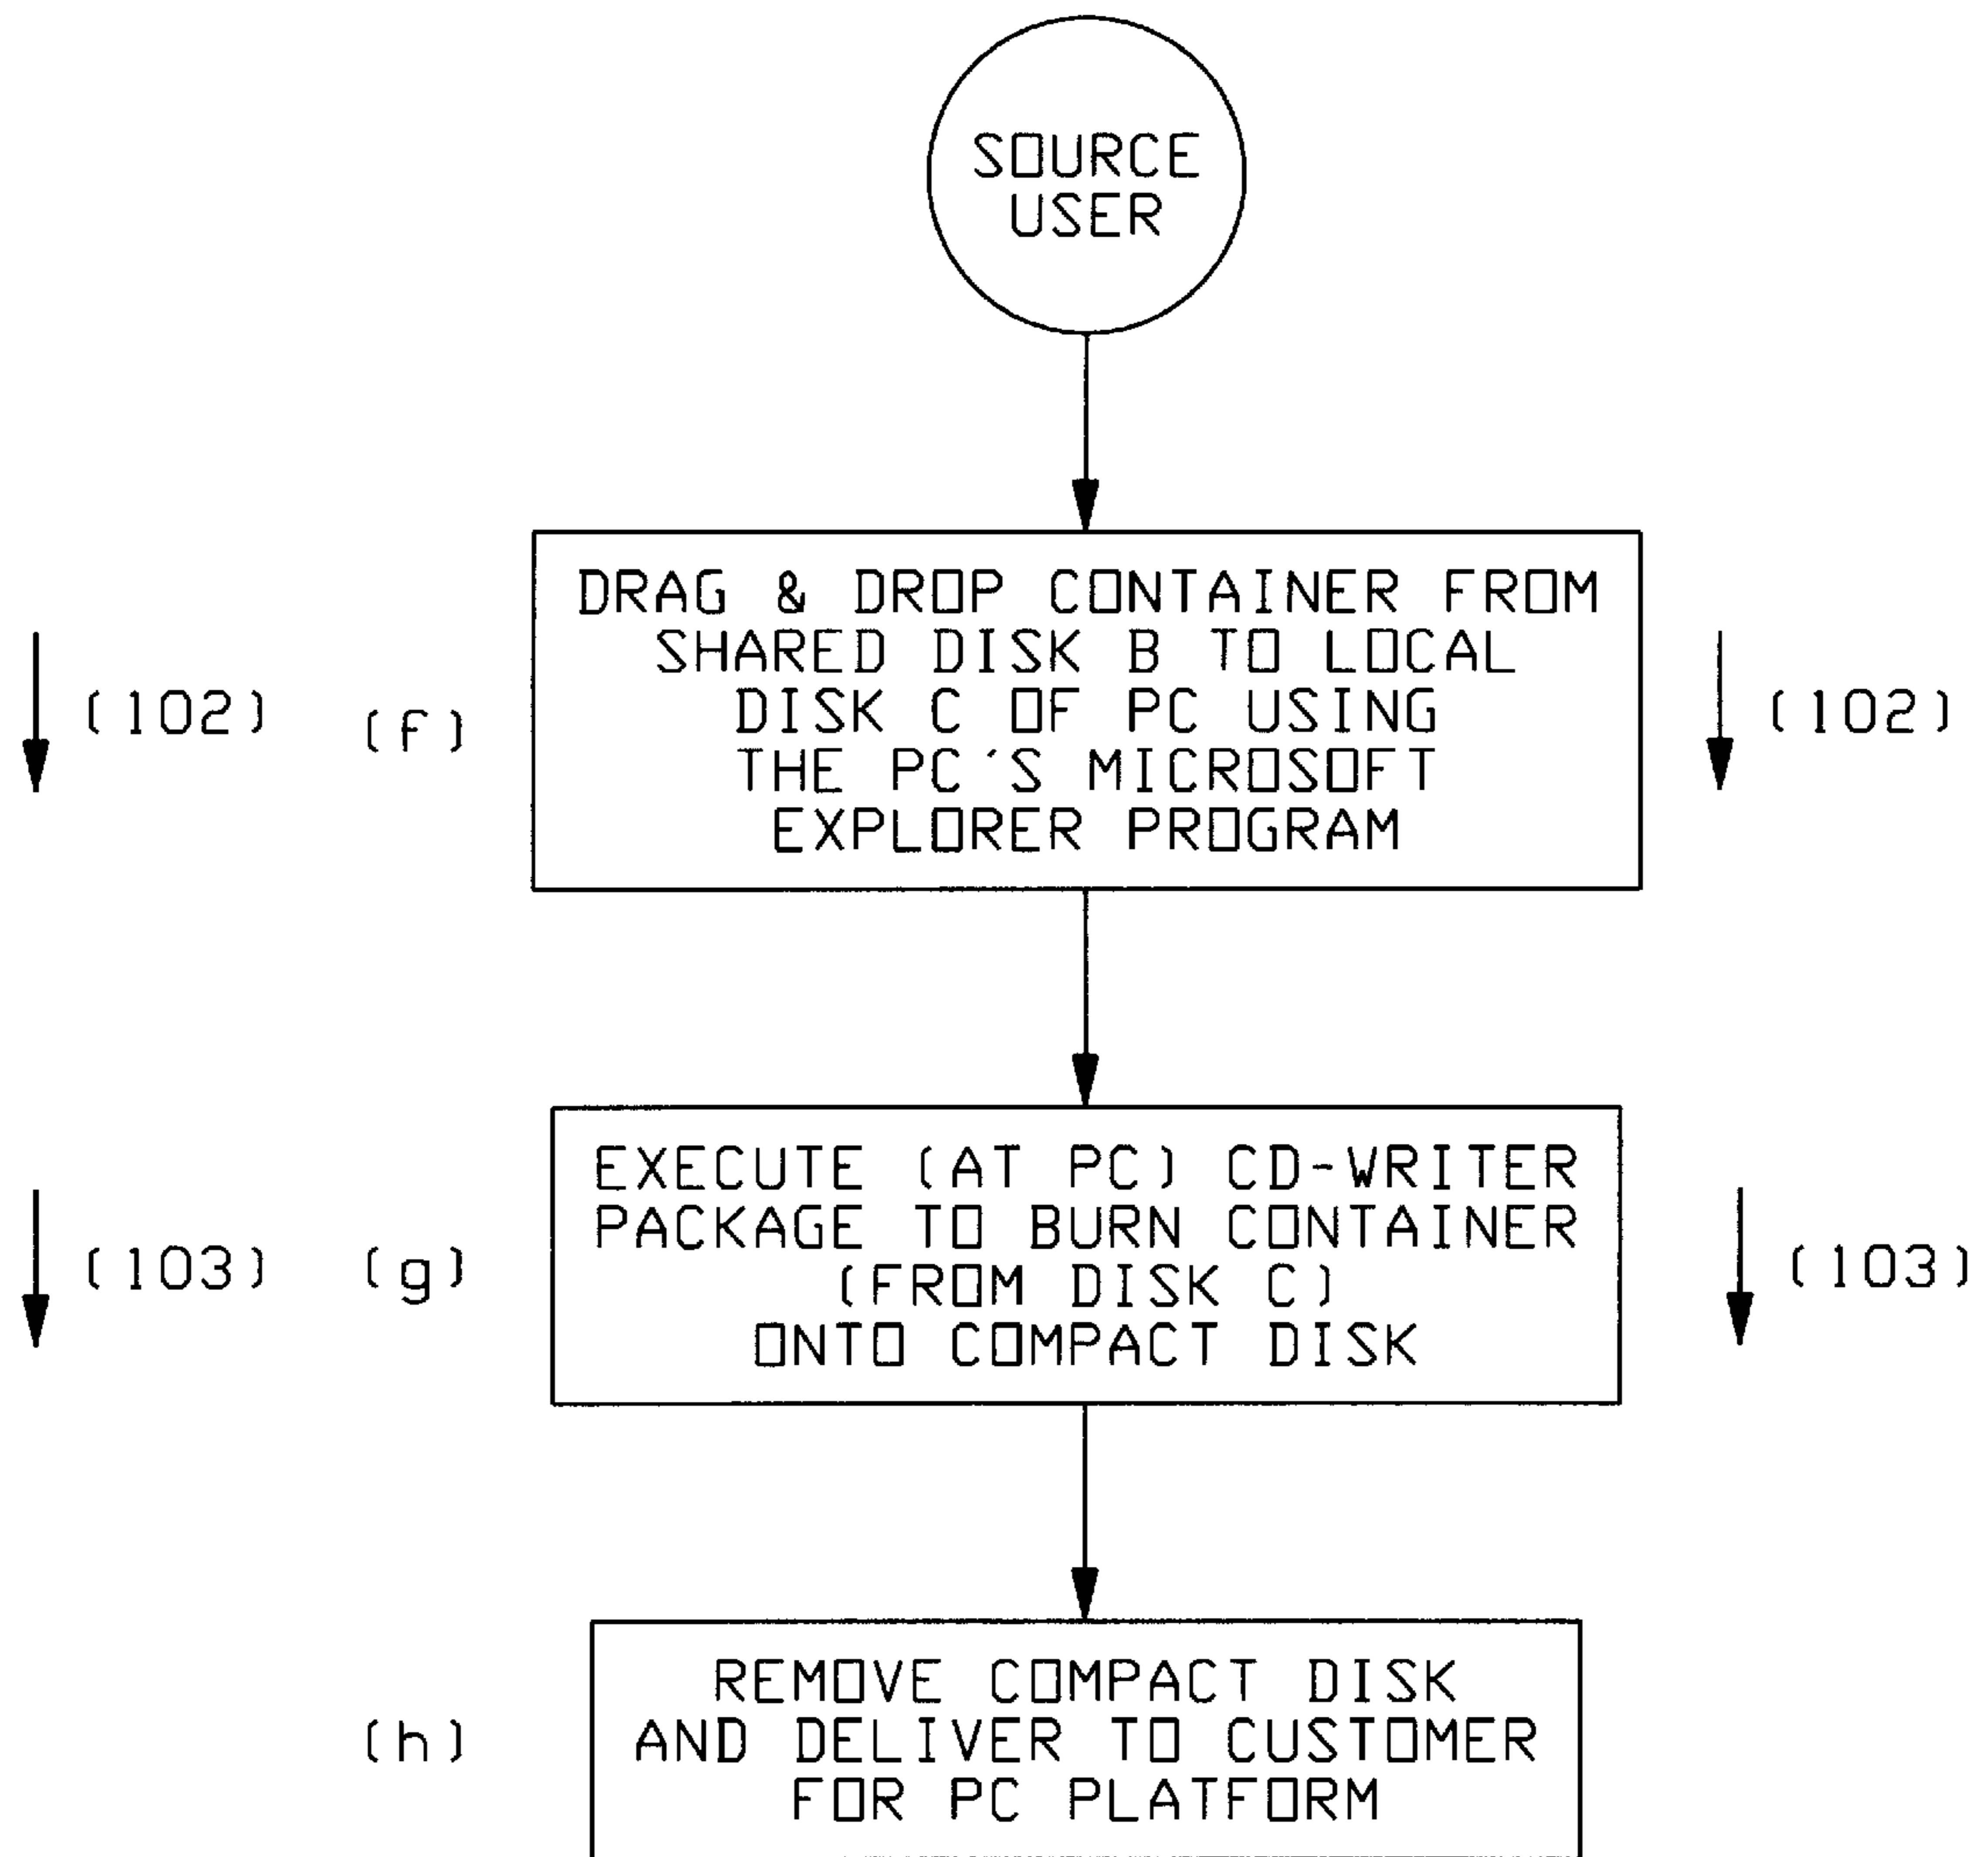 SOURCE
USER
DRAG & DROP CONTAINER FROM
SHARED DISK B TO LOCAL
DISK C OF PC USING
THE PC'S MICROSOFT
EXPLORER PROGRAM
(102)
(f)
(102)
EXECUTE (AT PC) CD-WRITER
PACKAGE TO BURN CONTAINER
(FROM DISK C)
ONTO COMPACT DISK
(103)
(g)
(103)
REMOVE COMPACT DISK
AND DELIVER TO CUSTOMER
FOR PC PLATFORM
(h)